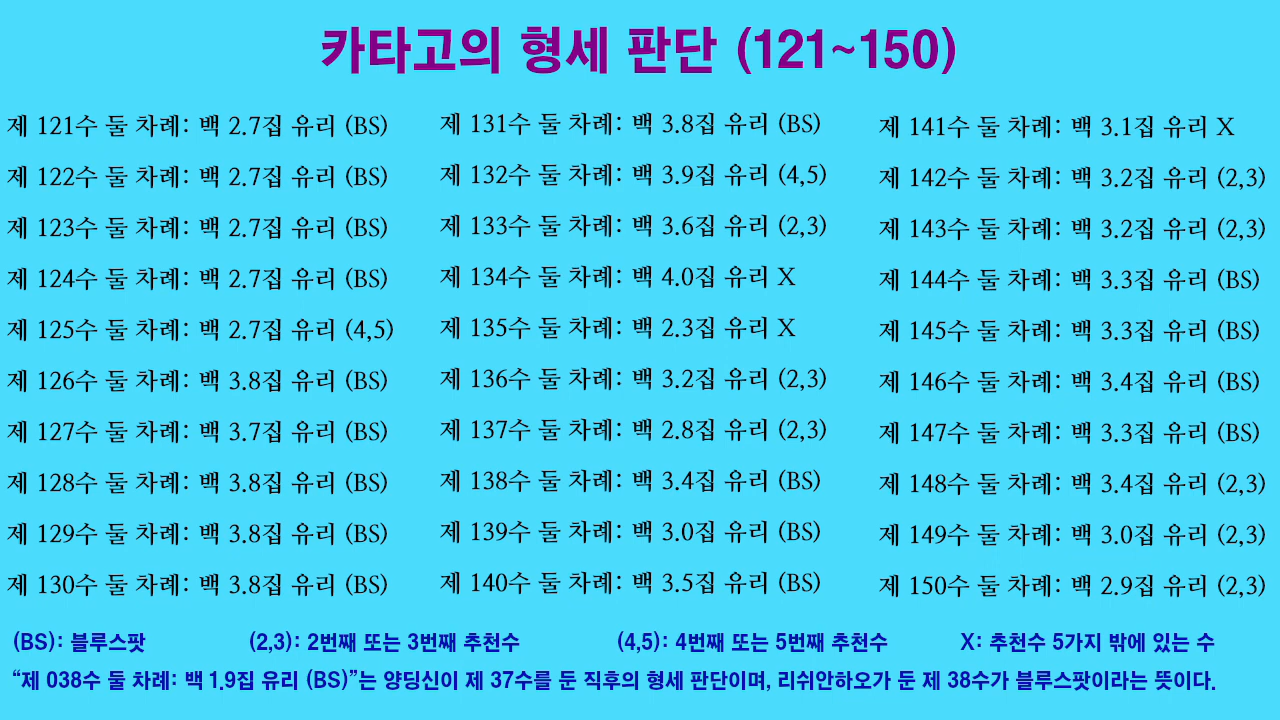 카타고의 형세 판단 (121~150)
제 121수 둘 차례: 백 2.7집 유리 (BS)
제 122수 둘 차례: 백 2.7집 유리 (BS)
제 123수 둘 차례: 백 2.7집 유리 (BS)
제 124수 둘 차례: 백 2.7집 유리 (BS)
제 125수 둘 차례: 백 2.7집 유리 (4,5)
제 126수 둘 차례: 백 3.8집 유리 (BS)
제 127수 둘 차례: 백 3.7집 유리 (BS)
제 128수 둘 차례: 백 3.8집 유리 (BS)
제 129수 둘 차례: 백 3.8집 유리 (BS)
제 130수 둘 차례: 백 3.8집 유리 (BS)
제 131수 둘 차례: 백 3.8집 유리 (BS)
제 132수 둘 차례: 백 3.9집 유리 (4,5)
제 133수 둘 차례: 백 3.6집 유리 (2,3)
제 134수 둘 차례: 백 4.0집 유리 X
제 135수 둘 차례: 백 2.3집 유리 X
제 136수 둘 차례: 백 3.2집 유리 (2,3)
제 137수 둘 차례: 백 2.8집 유리 (2,3)
제 138수 둘 차례: 백 3.4집 유리 (BS)
제 139수 둘 차례: 백 3.0집 유리 (BS)
제 140수 둘 차례: 백 3.5집 유리 (BS)
제 141수 둘 차례: 백 3.1집 유리 X
제 142수 둘 차례: 백 3.2집 유리 (2,3)
제 143수 둘 차례: 백 3.2집 유리 (2,3)
제 144수 둘 차례: 백 3.3집 유리 (BS)
제 145수 둘 차례: 백 3.3집 유리 (BS)
제 146수 둘 차례: 백 3.4집 유리 (BS)
제 147수 둘 차례: 백 3.3집 유리 (BS)
제 148수 둘 차례: 백 3.4집 유리 (2,3)
제 149수 둘 차례: 백 3.0집 유리 (2,3)
제 150수 둘 차례: 백 2.9집 유리 (2,3)
(BS): 블루스팟 (2,3): 2번째 또는 3번째 추천수 (4,5): 4번째 또는 5번째 추천수 X: 추천수 5가지 밖에 있는 수
“제 038수 둘 차례: 백 1.9집 유리 (BS)”는 양딩신이 제 37수를 둔 직후의 형세 판단이며, 리쉬안하오가 둔 제 38수가 블루스팟이라는 뜻이다.